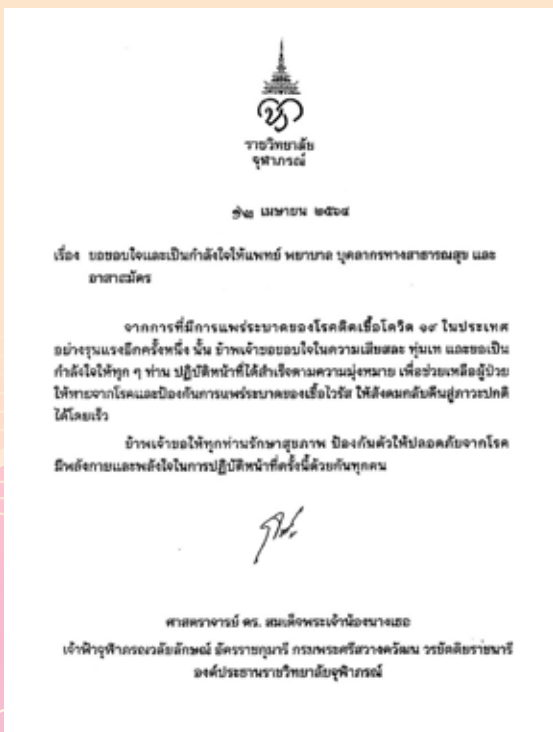 ราชวิทยาลัย
จุฬาภรณ์
๑๒ เมษายน ๒๕๖๔
เรื่อง ขอขอบใจและเป็นกำลังใจให้แพทย์ พยาบาล บุคลากรทางสาธารณสุข และ
อาสาสมัคร
จากการที่มีการแพร่ระบาดของโรคติดเชื้อโควิด ๑๙ ในประเทศ
อย่างรุนแรงอีกครั้งหนึ่ง นั้น ข้าพเจ้าขอขอบใจในความเสียสละ ทุ่มเท และขอเป็น
กำลังใจให้ทุก ๆ ท่าน ปฏิบัติหน้าที่ได้สำเร็จตามความมุ่งหมาย เพื่อช่วยเหลือผู้ป่วย
ให้หายจากโรคและป้องกันการแพร่ระบาดของเชื้อไวรัส ให้สังคมกลับคืนสู่ภาวะปกติ
ได้โดยเร็ว
ข้าพเจ้าขอให้ทุกท่านรักษาสุขภาพ ป้องกันตัวให้ปลอดภัยจากโรค
มีพลังกายและพลังใจในการปฏิบัติหน้าที่ครั้งนี้ด้วยกันทุกคน
ศาสตราจารย์ ดร. สมเด็จพระเจ้าน้องนางเธอ
เจ้าฟ้าจุฬาภรณวลัยลักษณ์ อัครราชกุมารี กรมพระศรีสวางควัฒน วรขัตติยราชนารี
องค์ประธานราชวิทยาลัยจุฬาภรณ์